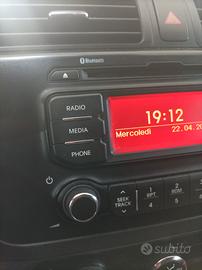 Bluetooth
RADIO
19:12
MEDIA
Mercoledì
22.04.20
PHONE
SEEK
TRACK
1 RPT
2 RDM
4
5
subito